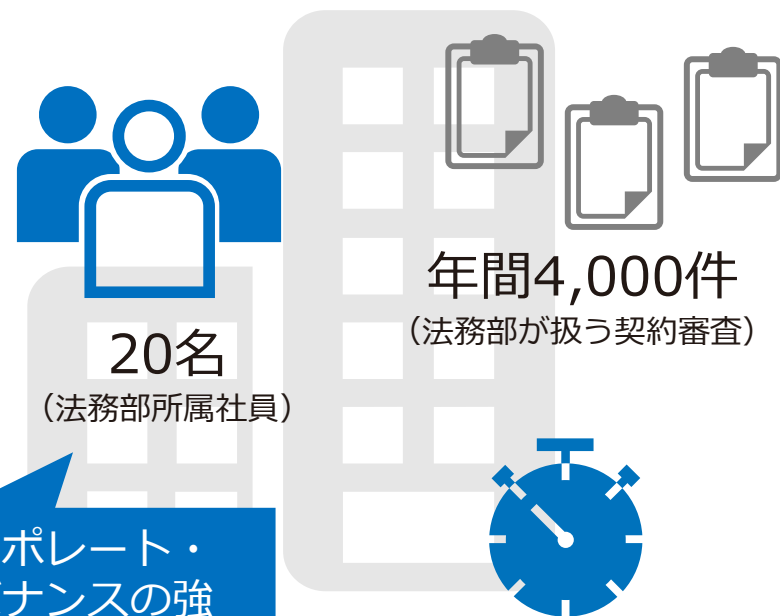 年間4,000件
（法務部が扱う契約審査）
20名
（法務部所属社員）
ポレート・
ナンスの強